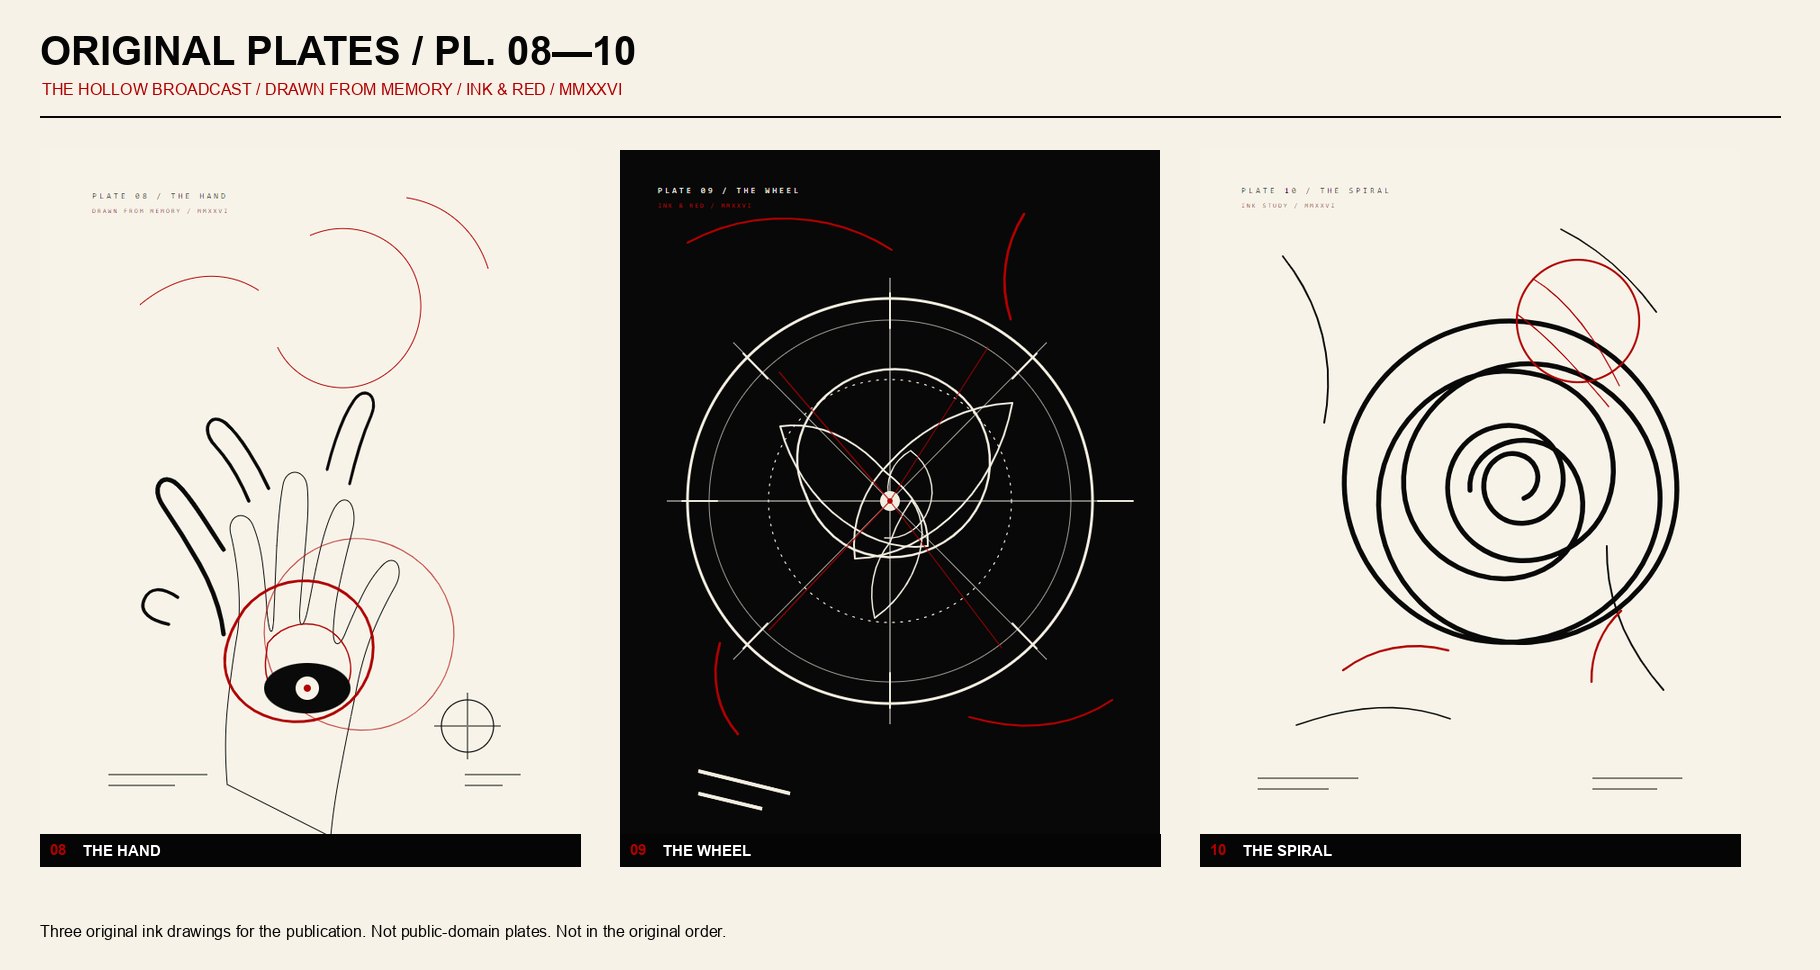 ORIGINAL PLATES / PL. 08—10
THE HOLLOW BROADCAST / DRAWN FROM MEMORY / INK & RED / MMXXVI
PLATE 08 / THE HAND
DRAWN FROM MEMORY / MMXXVI
08 THE HAND
PLATE 09 / THE WHEEL
INK & RED / MMXXVI
09 THE WHEEL
PLATE 10 / THE SPIRAL
INK STUDY / MMXXVI
10 THE SPIRAL
Three original ink drawings for the publication. Not public-domain plates. Not in the original order.